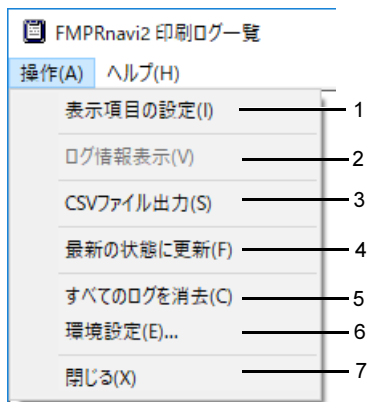 FMPRnavi2 印刷ログ一覧
操作(A) ヘルプ(H)
表示項目の設定(I) 1
ログ情報表示(V) 2
CSVファイル出力(S) 3
最新の状態に更新(F) 4
すべてのログを消去(C) 5
環境設定(E)... 6
閉じる(X) 7